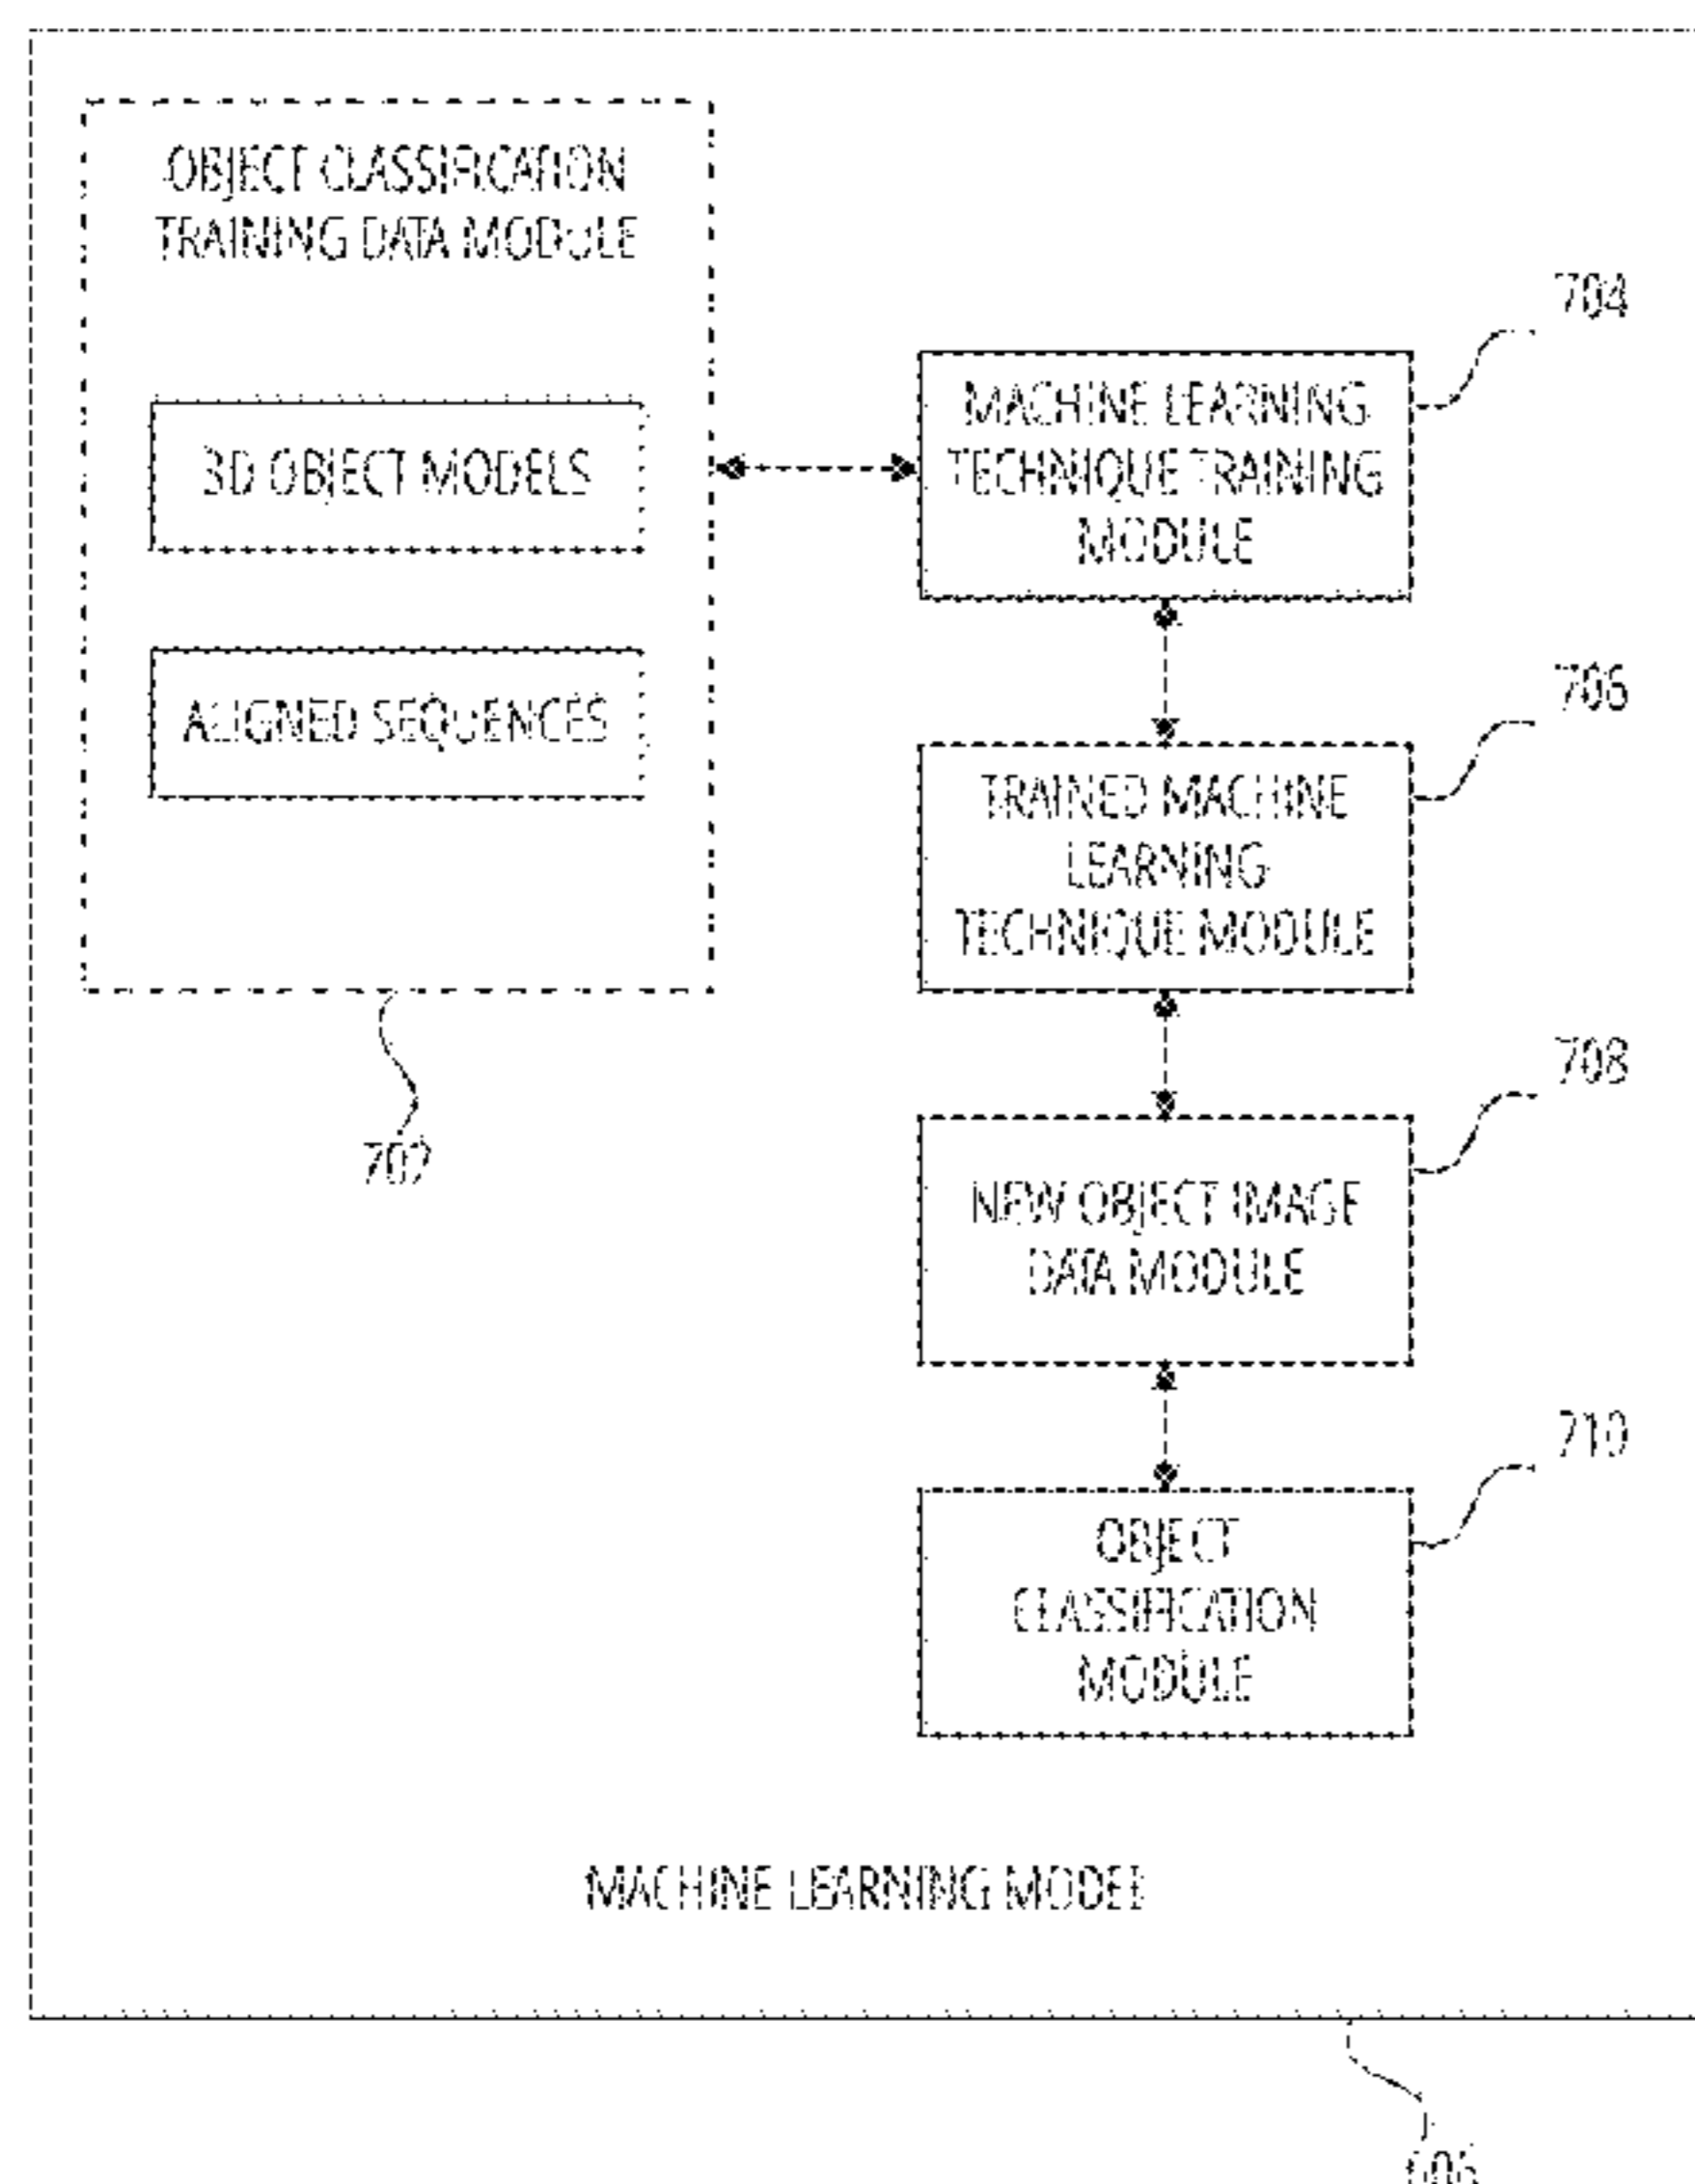 OBJECT CLASSIFICATION
TRAINING DATA MODULE
3D OBJECT MODELS
ALIGNED SEQUENCES
702
MACHINE LEARNING
TECHNIQUE TRAINING
MODULE
704
TRAINED MACHINE
LEARNING
TECHNIQUE MODULE
706
NEW OBJECT IMAGE
DATA MODULE
708
OBJECT
CLASSIFICATION
MODULE
710
MACHINE LEARNING MODEL